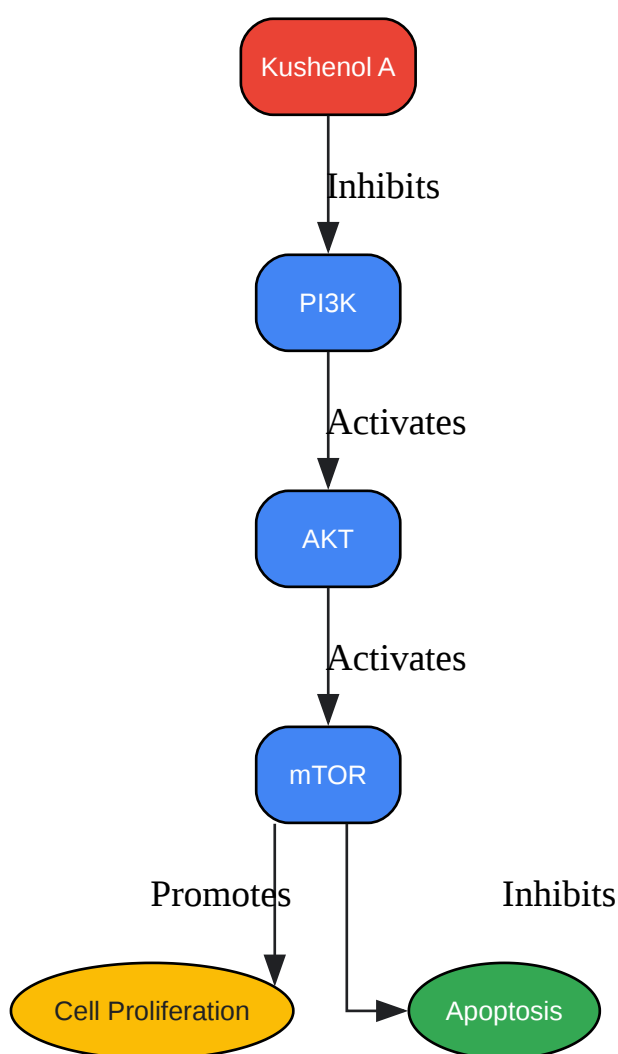 Kushenol A
Inhibits
PI3K
Activates
AKT
Activates
mTOR
Promotes
Inhibits
Cell Proliferation
Apoptosis